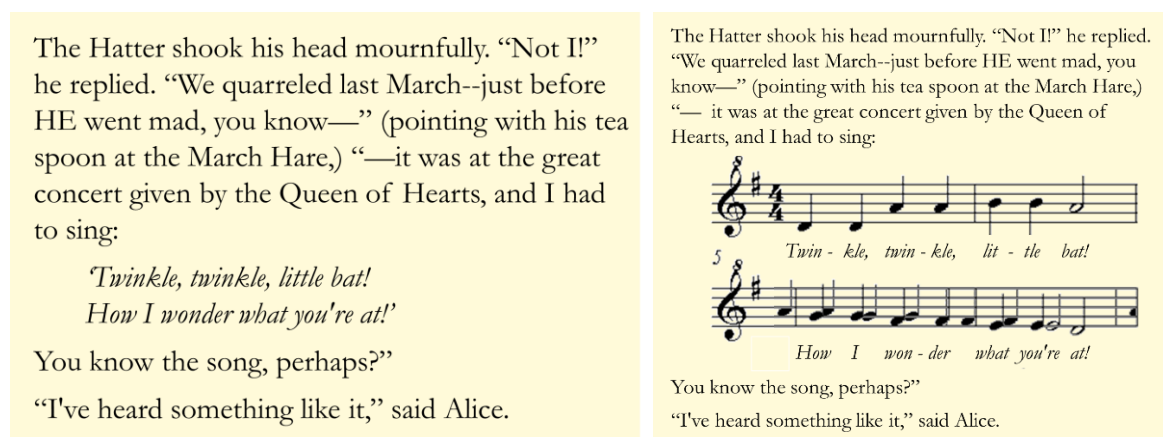 The Hatter shook his head mournfully. “Not I!”
he replied. “We quarreled last March--just before
HE went mad, you know—” (pointing with his tea
spoon at the March Hare,) “—it was at the great
concert given by the Queen of Hearts, and I had
to sing:
‘Twinkle, twinkle, little bat!
How I wonder what you're at!’
You know the song, perhaps?”
“I've heard something like it,” said Alice.
The Hatter shook his head mournfully. “Not I!” he replied.
“We quarreled last March--just before HE went mad, you
know—” (pointing with his tea spoon at the March Hare,)
“— it was at the great concert given by the Queen of
Hearts, and I had to sing:
8
4
4
Twin - kle, twin - kle, lit - tle bat!
5
8
How I won - der what you're at!
You know the song, perhaps?”
“I've heard something like it,” said Alice.